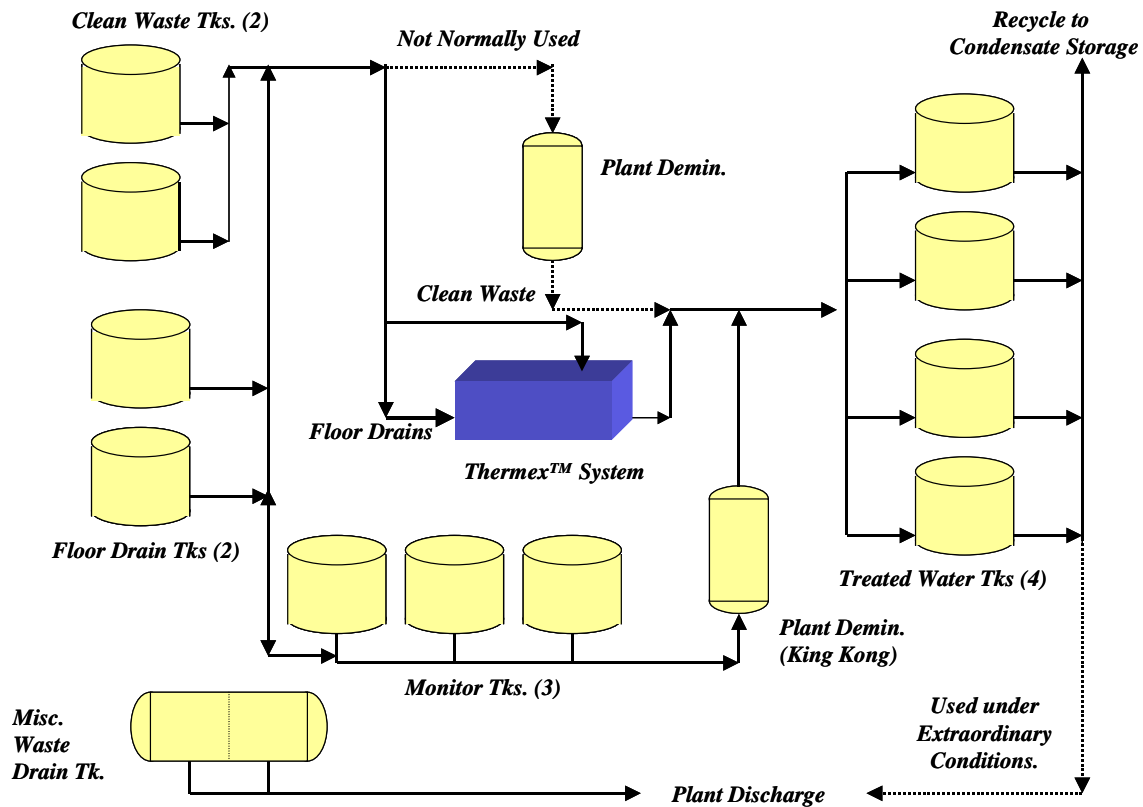 Clean Waste Tks. (2)
Not Normally Used
Recycle to
Condensate Storage
Plant Demin.
Clean Waste
Floor Drains
Thermex™ System
Floor Drain Tks (2)
Treated Water Tks (4)
Plant Demin.
(King Kong)
Monitor Tks. (3)
Misc.
Waste
Drain Tk.
Used under
Extraordinary
Conditions.
Plant Discharge